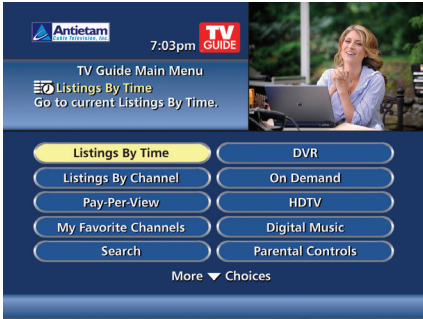 Antietam
Cable Television, Inc.
7:03pm
TV
GUIDE
TV Guide Main Menu
Listings By Time
Go to current Listings By Time.
Listings By Time
DVR
Listings By Channel
On Demand
Pay-Per-View
HDTV
My Favorite Channels
Digital Music
Search
Parental Controls
More Choices